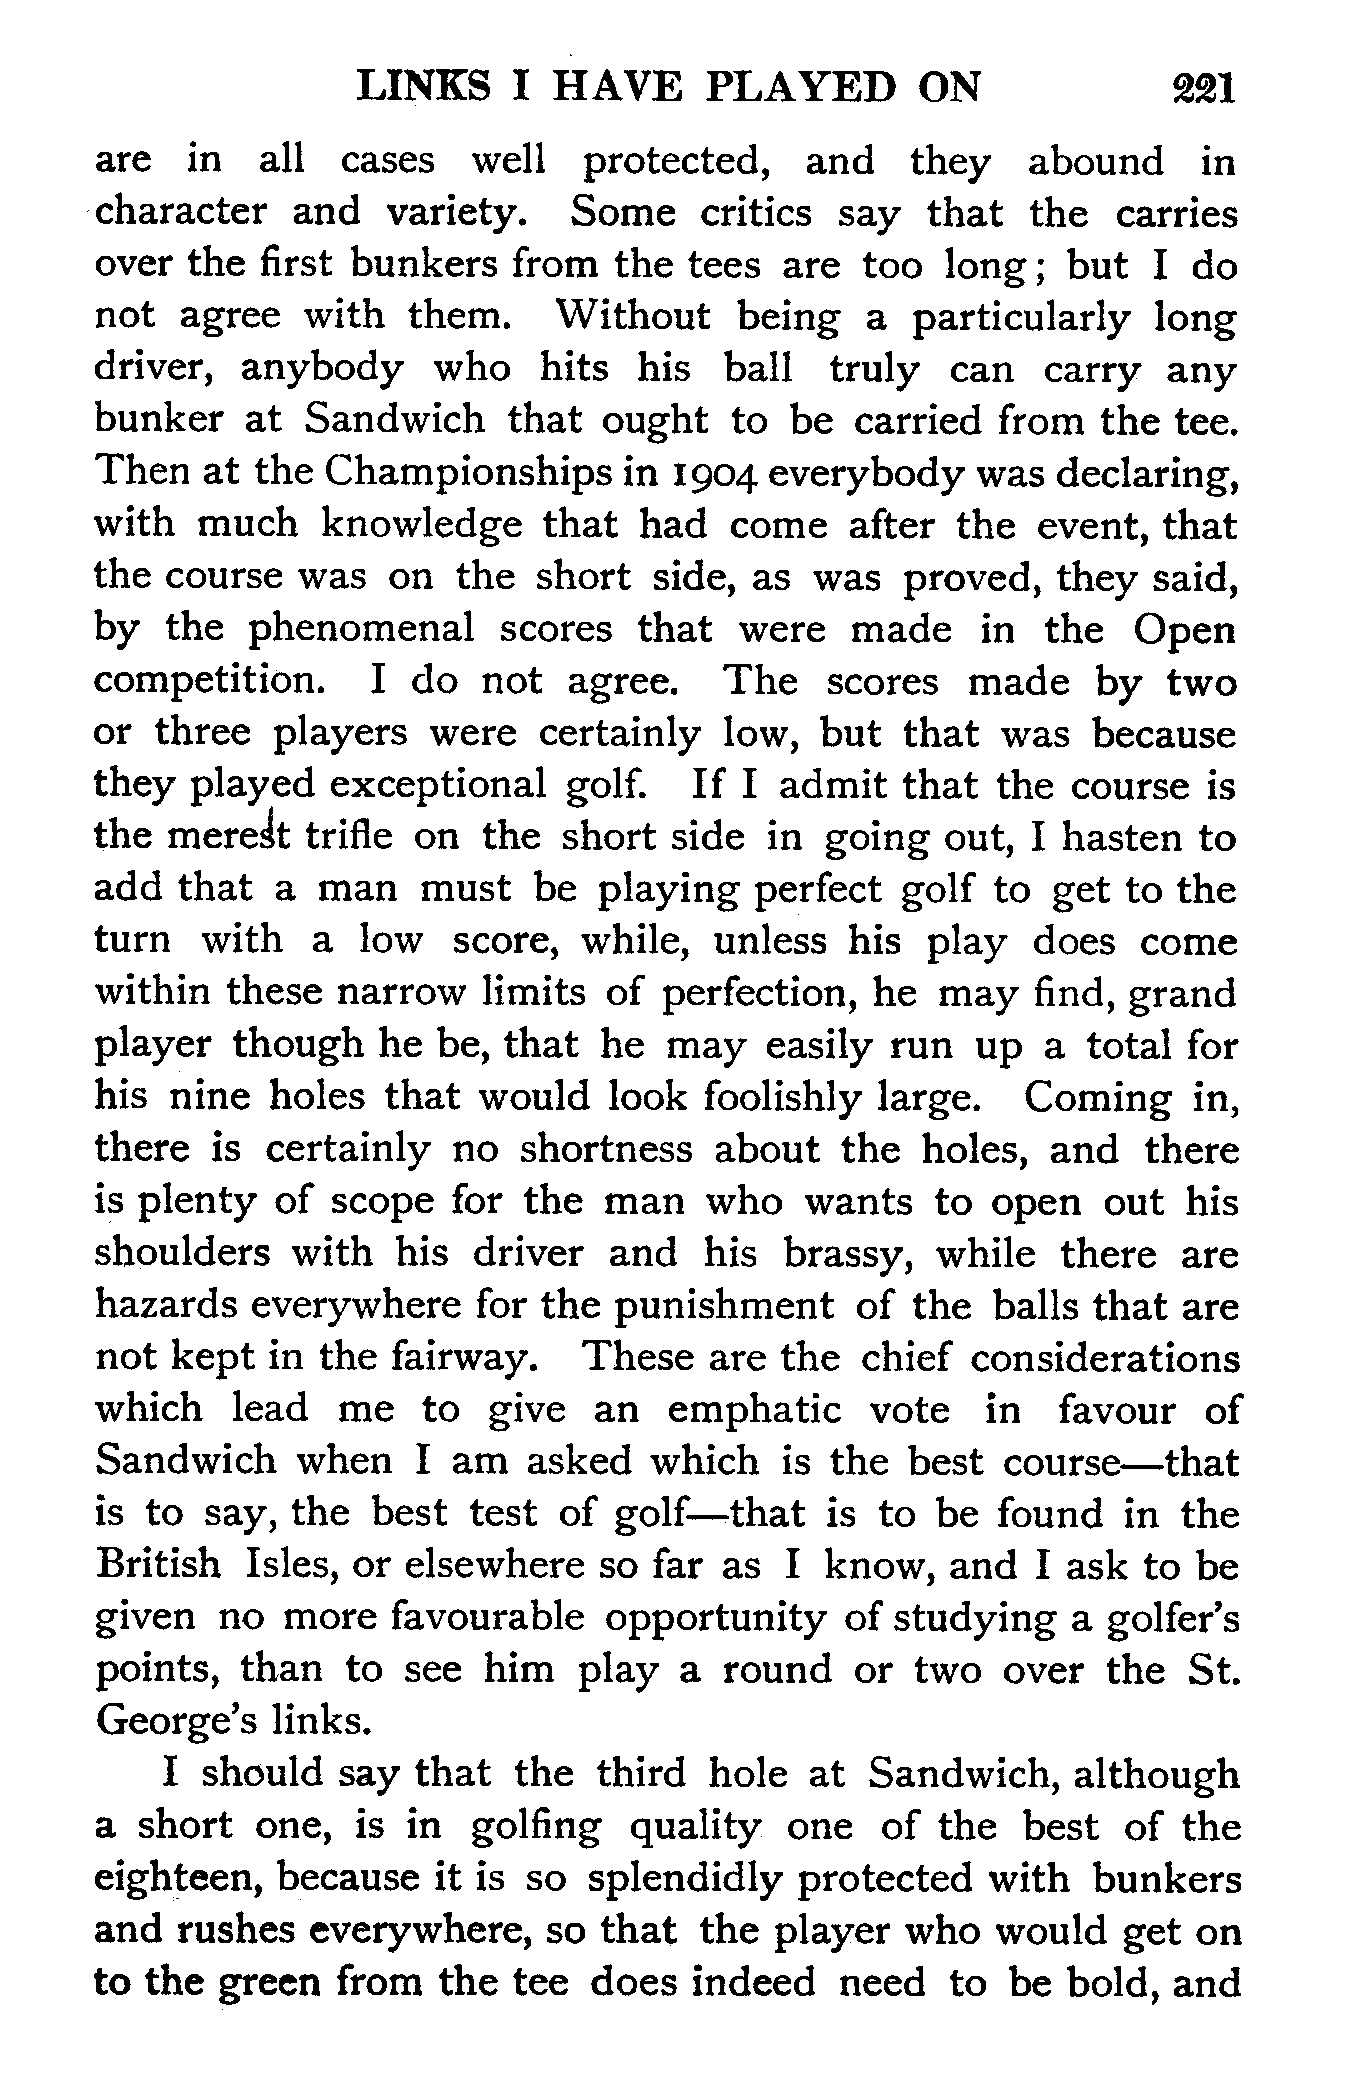 LINKS I HAVE PLAYED ON 221
are in all cases well protected, and they abound in
character and variety. Some critics say that the carries
over the first bunkers from the tees are too long; but I do
not agree with them. Without being a particularly long
driver, anybody who hits his ball truly can carry any
bunker at Sandwich that ought to be carried from the tee.
Then at the Championships in 1904 everybody was declaring,
with much knowledge that had come after the event, that
the course was on the short side, as was proved, they said,
by the phenomenal scores that were made in the Open
competition. I do not agree. The scores made by two
or three players were certainly low, but that was because
they played exceptional golf. If I admit that the course is
the merest trifle on the short side in going out, I hasten to
add that a man must be playing perfect golf to get to the
turn with a low score, while, unless his play does come
within these narrow limits of perfection, he may find, grand
player though he be, that he may easily run up a total for
his nine holes that would look foolishly large. Coming in,
there is certainly no shortness about the holes, and there
is plenty of scope for the man who wants to open out his
shoulders with his driver and his brassy, while there are
hazards everywhere for the punishment of the balls that are
not kept in the fairway. These are the chief considerations
which lead me to give an emphatic vote in favour of
Sandwich when I am asked which is the best course—that
is to say, the best test of golf—that is to be found in the
British Isles, or elsewhere so far as I know, and I ask to be
given no more favourable opportunity of studying a golfer's
points, than to see him play a round or two over the St.
George's links.
I should say that the third hole at Sandwich, although
a short one, is in golfing quality one of the best of the
eighteen, because it is so splendidly protected with bunkers
and rushes everywhere, so that the player who would get on
to the green from the tee does indeed need to be bold, and